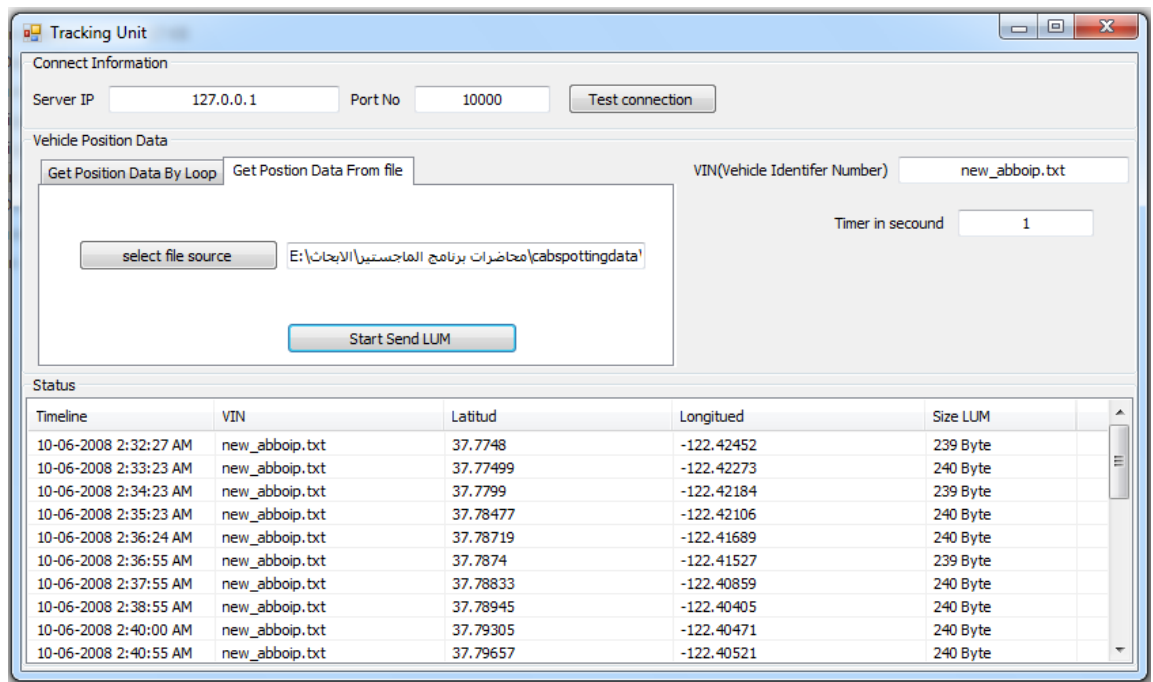 Tracking Unit
Connect Information
Server IP 127.0.0.1 Port No 10000 Test connection
Vehicle Position Data
Get Position Data By Loop Get Postion Data From file
VIN(Vehicle Identifer Number) new_abboip.txt
Timer in secound 1
select file source E:\محاضرات برنامج الماجستير\الابحاث\cabspottingdata\
Start Send LUM
Status
Timeline VIN Latitud Longitued Size LUM
10-06-2008 2:32:27 AM new_abboip.txt 37.7748 -122.42452 239 Byte
10-06-2008 2:33:23 AM new_abboip.txt 37.77499 -122.42273 240 Byte
10-06-2008 2:34:23 AM new_abboip.txt 37.7799 -122.42184 239 Byte
10-06-2008 2:35:23 AM new_abboip.txt 37.78477 -122.42106 240 Byte
10-06-2008 2:36:24 AM new_abboip.txt 37.78719 -122.41689 240 Byte
10-06-2008 2:36:55 AM new_abboip.txt 37.7874 -122.41527 239 Byte
10-06-2008 2:37:55 AM new_abboip.txt 37.78833 -122.40859 240 Byte
10-06-2008 2:38:55 AM new_abboip.txt 37.78945 -122.40405 240 Byte
10-06-2008 2:40:00 AM new_abboip.txt 37.79305 -122.40471 240 Byte
10-06-2008 2:40:55 AM new_abboip.txt 37.79657 -122.40521 240 Byte